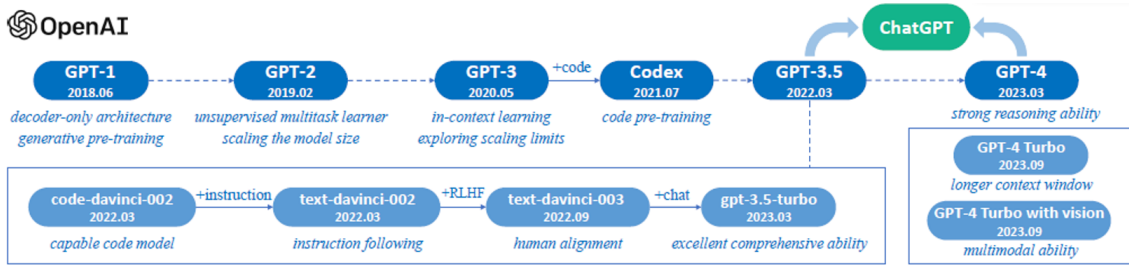 OpenAI
ChatGPT
GPT-1
2018.06
GPT-2
2019.02
GPT-3
2020.05
+code
Codex
2021.07
GPT-3.5
2022.03
GPT-4
2023.03
decoder-only architecture
generative pre-training
unsupervised multitask learner
scaling the model size
in-context learning
exploring scaling limits
code pre-training
strong reasoning ability
code-davinci-002
2022.03
+instruction
text-davinci-002
2022.03
+RLHF
text-davinci-003
2022.09
+chat
gpt-3.5-turbo
2023.03
capable code model
instruction following
human alignment
excellent comprehensive ability
GPT-4 Turbo
2023.09
longer context window
GPT-4 Turbo with vision
2023.09
multimodal ability